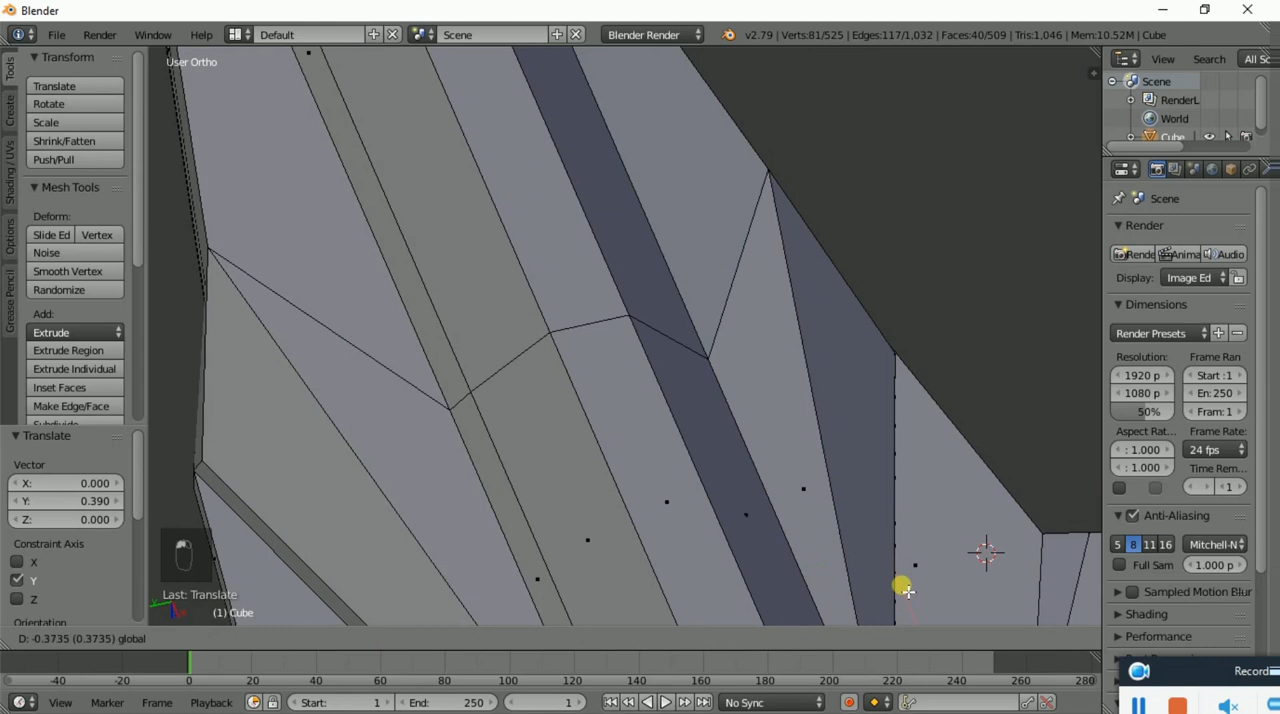 Blender
File Render Window Help Default Scene Blender Render v2.79 | Verts:81/525 | Edges:117/1,032 | Faces:40/509 | Tris:1,046 | Mem:10.52M | Cube
Tools
Create
Shading / UVs
Options
Grease Pencil
Transform
Translate
Rotate
Scale
Shrink/Fatten
Push/Pull
Mesh Tools
Deform:
Slide Ed Vertex
Noise
Smooth Vertex
Randomize
Add:
Extrude
Extrude Region
Extrude Individual
Inset Faces
Make Edge/Face
Translate
Vector
X: 0.000
Y: 0.390
Z: 0.000
Constraint Axis
X
Y
Z
Orientation
User Ortho
Last: Translate
(1) Cube
D: -0.3735 (0.3735) global
View Search All Sc
Scene
RenderL
World
Cube
Scene
Render
Rende Anima Audio
Display: Image Ed
Dimensions
Render Presets
Resolution: Frame Ran
1920 p Start :1
1080 p En: 250
50% Fram: 1
Aspect Rat... Frame Rate:
: 1.000 24 fps
: 1.000 Time Rem...
1
Anti-Aliasing
5 8 11 16 Mitchell-N
Full Sam 1.000 p
Sampled Motion Blur
Shading
Performance
Record
-40 -20 0 20 40 60 80 100 120 140 160 180 200 220 240 260 280
View Marker Frame Playback Start: 1 End: 250 1 No Sync